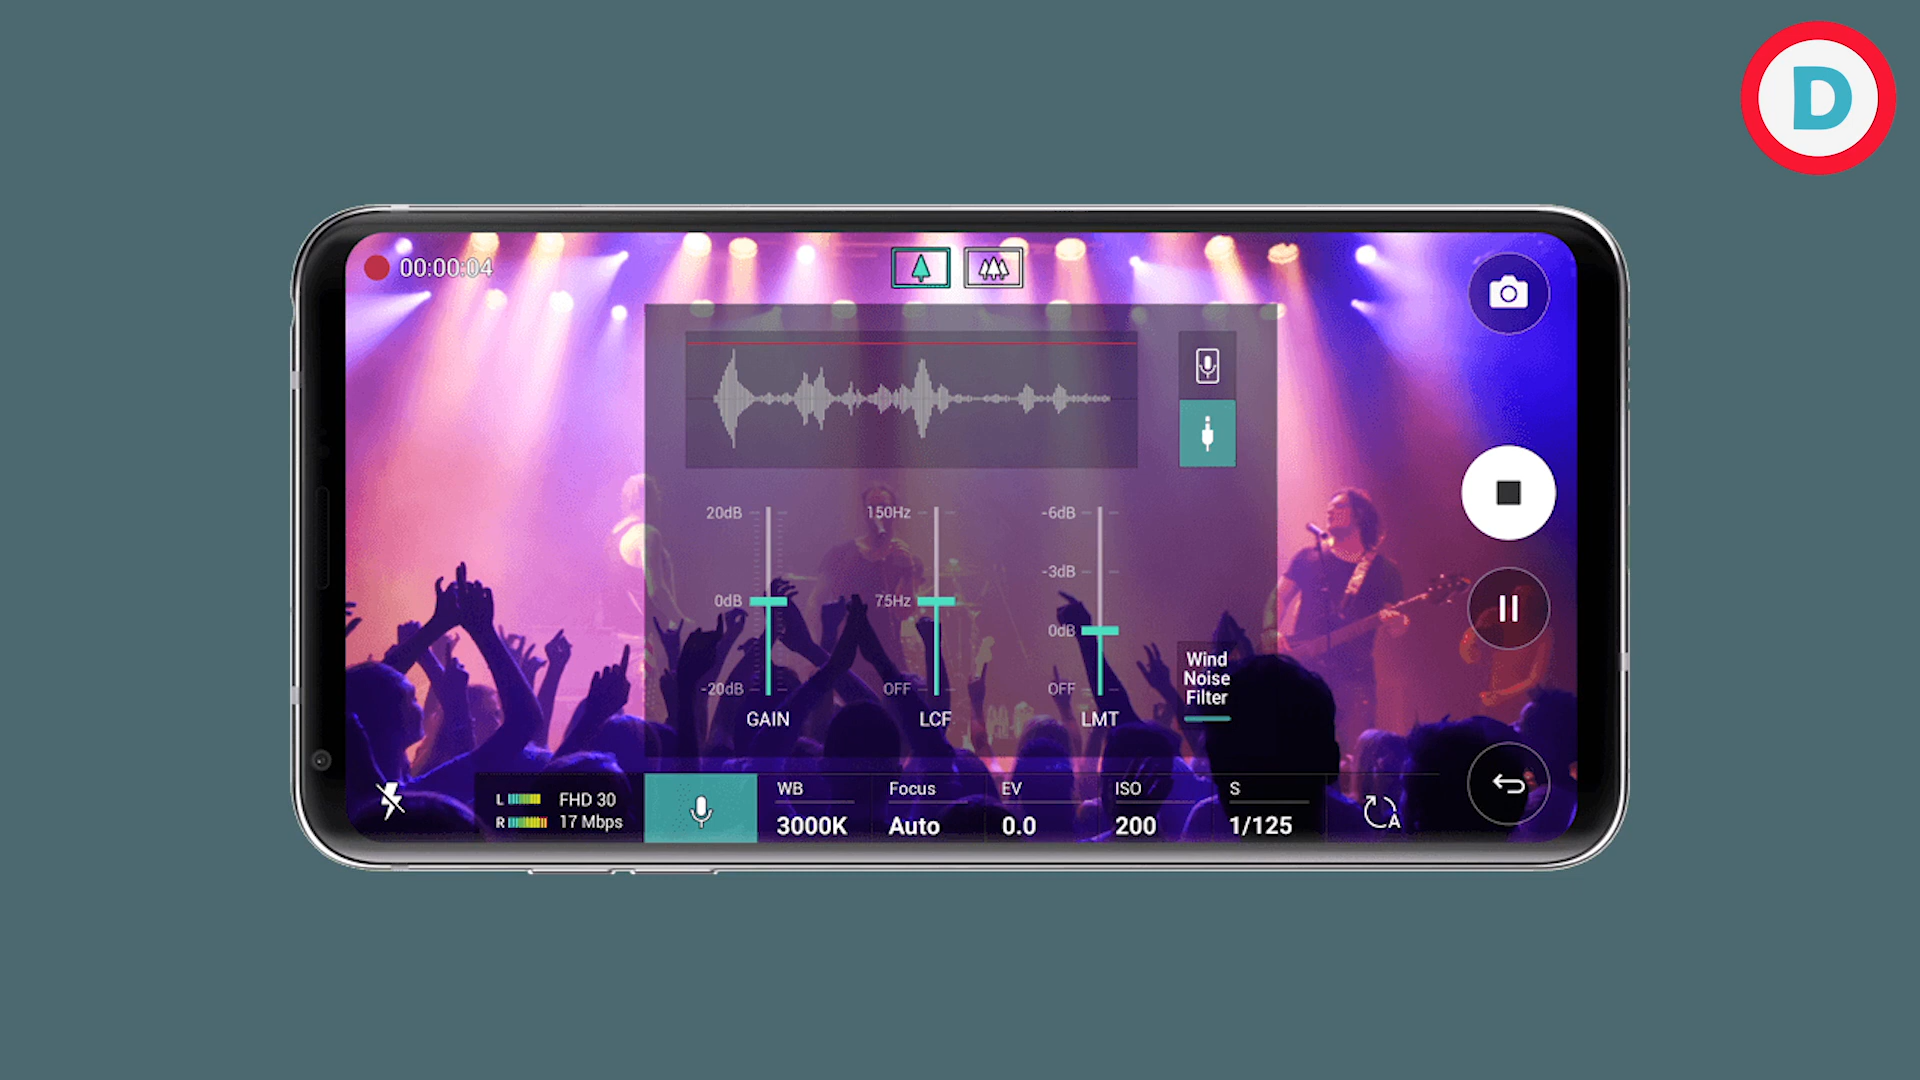 D
00:00:04
20dB
150Hz
-6dB
-3dB
0dB
75Hz
0dB
-20dB
OFF
OFF
GAIN
LCF
LMT
Wind
Noise
Filter
L
FHD 30
R
17 Mbps
WB
3000K
Focus
Auto
EV
0.0
ISO
200
S
1/125
A